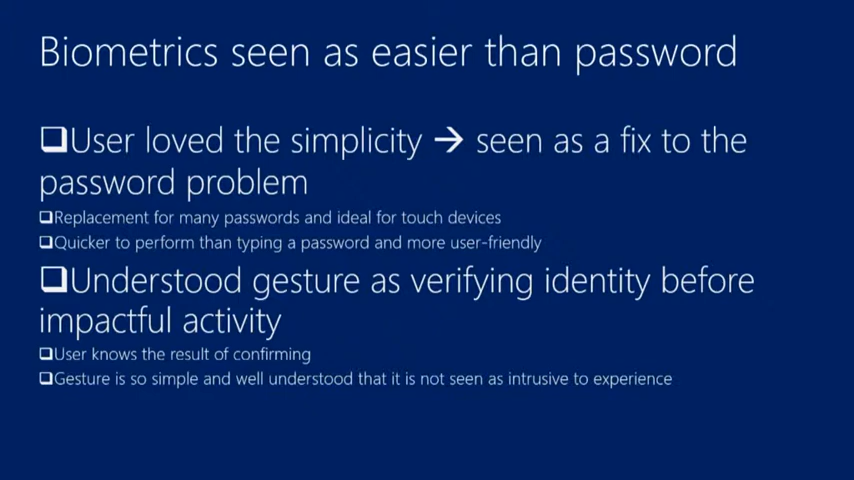 Biometrics seen as easier than password
❑User loved the simplicity → seen as a fix to the
password problem
❑Replacement for many passwords and ideal for touch devices
❑Quicker to perform than typing a password and more user-friendly
❑Understood gesture as verifying identity before
impactful activity
❑User knows the result of confirming
❑Gesture is so simple and well understood that it is not seen as intrusive to experience